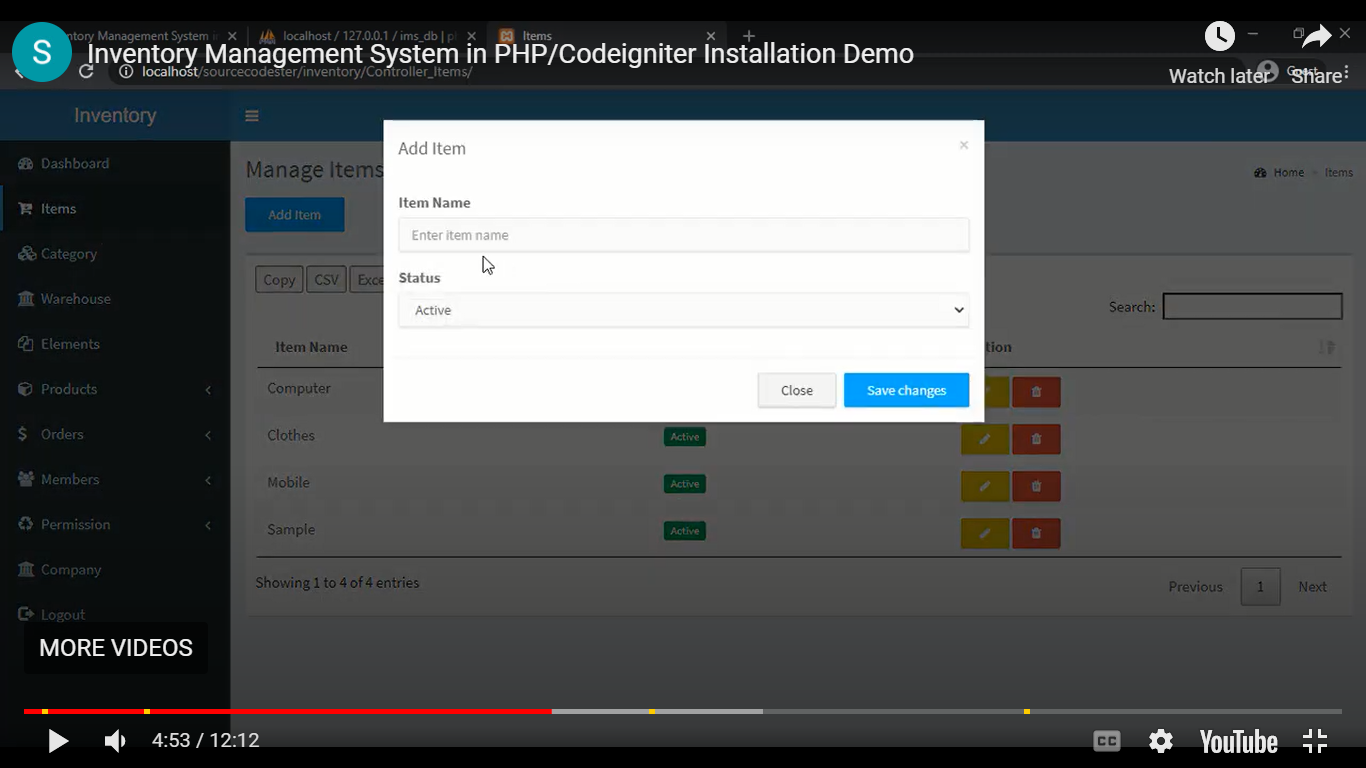 ntory Management System in
localhost / 127.0.0.1 / ims_db | p
Items
S
Inventory Management System in PHP/Codeigniter Installation Demo
localhost/sourcecodester/inventory/Controller_Items/
Watch later
Share
Inventory
Dashboard
Items
Category
Warehouse
Elements
Products
Orders
Members
Permission
Company
Logout
Manage Items
Home
Items
Add Item
Copy
CSV
Exce
Search:
Item Name
tion
Computer
Clothes
Active
Mobile
Active
Sample
Active
Showing 1 to 4 of 4 entries
Previous
1
Next
Add Item
×
Item Name
Enter item name
Status
Active
Close
Save changes
MORE VIDEOS
4:53 / 12:12
CC
YouTube